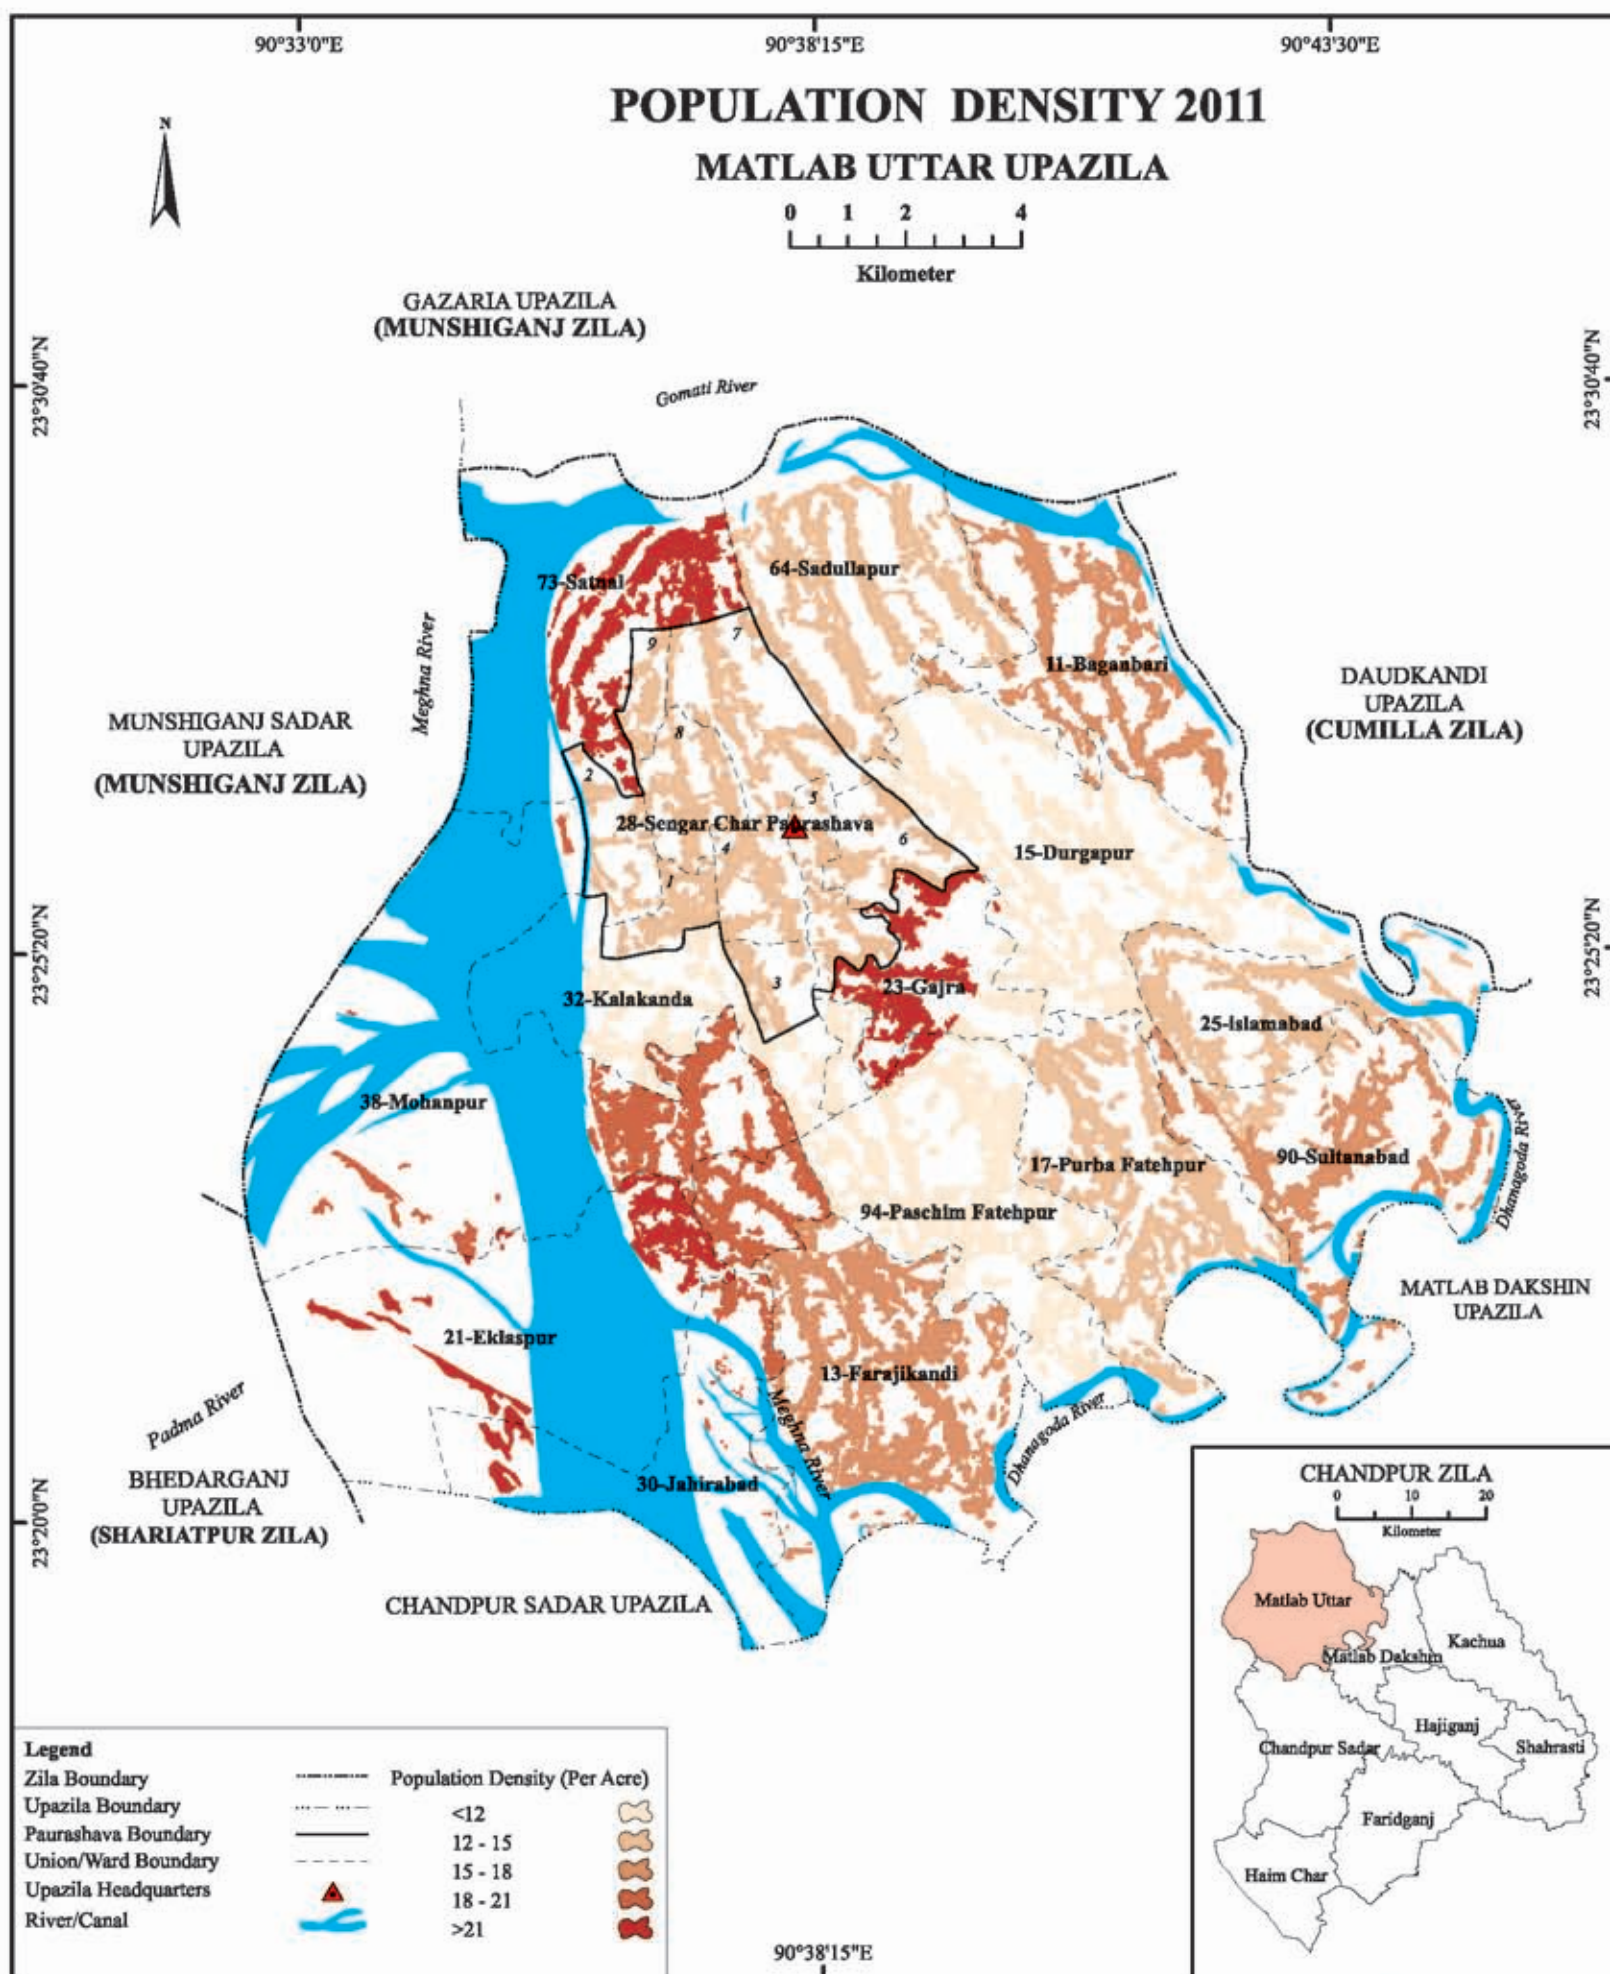 90°33'0"E
90°38'15"E
90°43'30"E
POPULATION DENSITY 2011
MATLAB UTTAR UPAZILA
N
0 1 2 4
Kilometer
GAZARIA UPAZILA
(MUNSHIGANJ ZILA)
23°30'40"N
23°30'40"N
Gomati River
73-Satnal
64-Sadullapur
9
7
Meghna River
11-Baganbari
DAUDKANDI
UPAZILA
(CUMILLA ZILA)
MUNSHIGANJ SADAR
UPAZILA
(MUNSHIGANJ ZILA)
8
2
5
28-Sengar Char Paurashava
6
4
15-Durgapur
1
23°25'20"N
23°25'20"N
3
23-Gajra
32-Kalakanda
25-Islamabad
38-Mohanpur
Dhanagoda River
90-Sultanabad
17-Purba Fatehpur
94-Paschim Fatehpur
MATLAB DAKSHIN
UPAZILA
21-Eklaspur
13-Farajikandi
Padma River
Meghna River
Dhanagoda River
30-Jahirabad
BHEDARGANJ
UPAZILA
(SHARIATPUR ZILA)
23°20'0"N
CHANDPUR SADAR UPAZILA
CHANDPUR ZILA
0 10 20
Kilometer
Matlab Uttar
Kachua
Matlab Dakshin
Hajiganj
Shahrasti
Chandpur Sadar
Faridganj
Haim Char
Legend
Zila Boundary
Upazila Boundary
Paurashava Boundary
Union/Ward Boundary
Upazila Headquarters
River/Canal
Population Density (Per Acre)
<12
12 - 15
15 - 18
18 - 21
>21
90°38'15"E